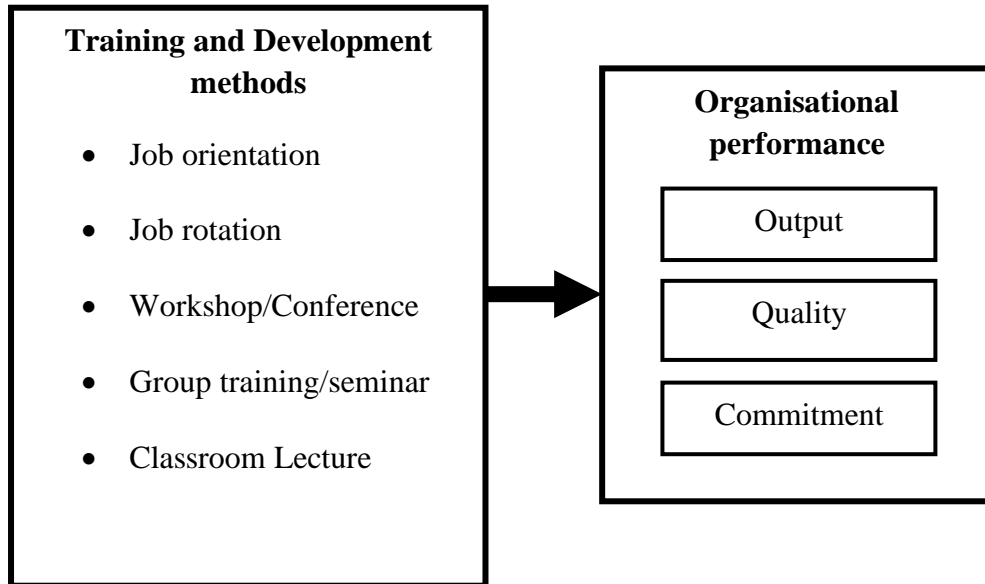 Training and Development
methods
• Job orientation
• Job rotation
• Workshop/Conference
• Group training/seminar
• Classroom Lecture
Organisational
performance
Output
Quality
Commitment